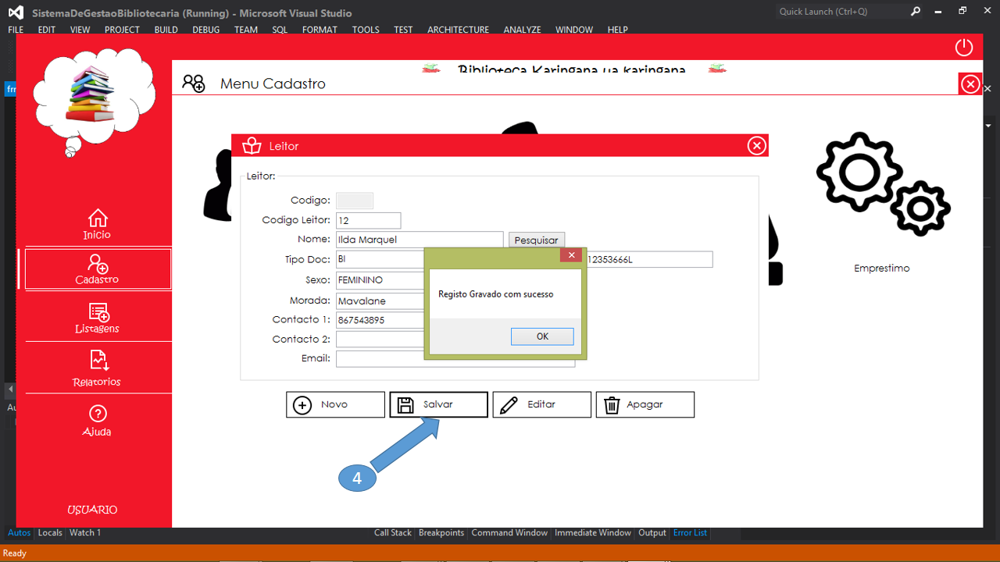 SistemaDeGestaoBibliotecaria (Running) - Microsoft Visual Studio
Quick Launch (Ctrl+Q)
FILE EDIT VIEW PROJECT BUILD DEBUG TEAM SQL FORMAT TOOLS TEST ARCHITECTURE ANALYZE WINDOW HELP
Biblioteca Karingana ua karingana
Menu Cadastro
Leitor
Leitor:
Codigo:
Codigo Leitor: 12
Nome: Ilda Marquel Pesquisar
Tipo Doc: BI 12353666L
Sexo: FEMININO
Morada: Mavalane
Contacto 1: 867543895
Contacto 2:
Email:
Registo Gravado com sucesso
OK
Novo Salvar Editar Apagar
4
Emprestimo
Inicio
Cadastro
Listagens
Relatorios
Ajuda
USUARIO
Autos Locals Watch 1
Call Stack Breakpoints Command Window Immediate Window Output Error List
Ready